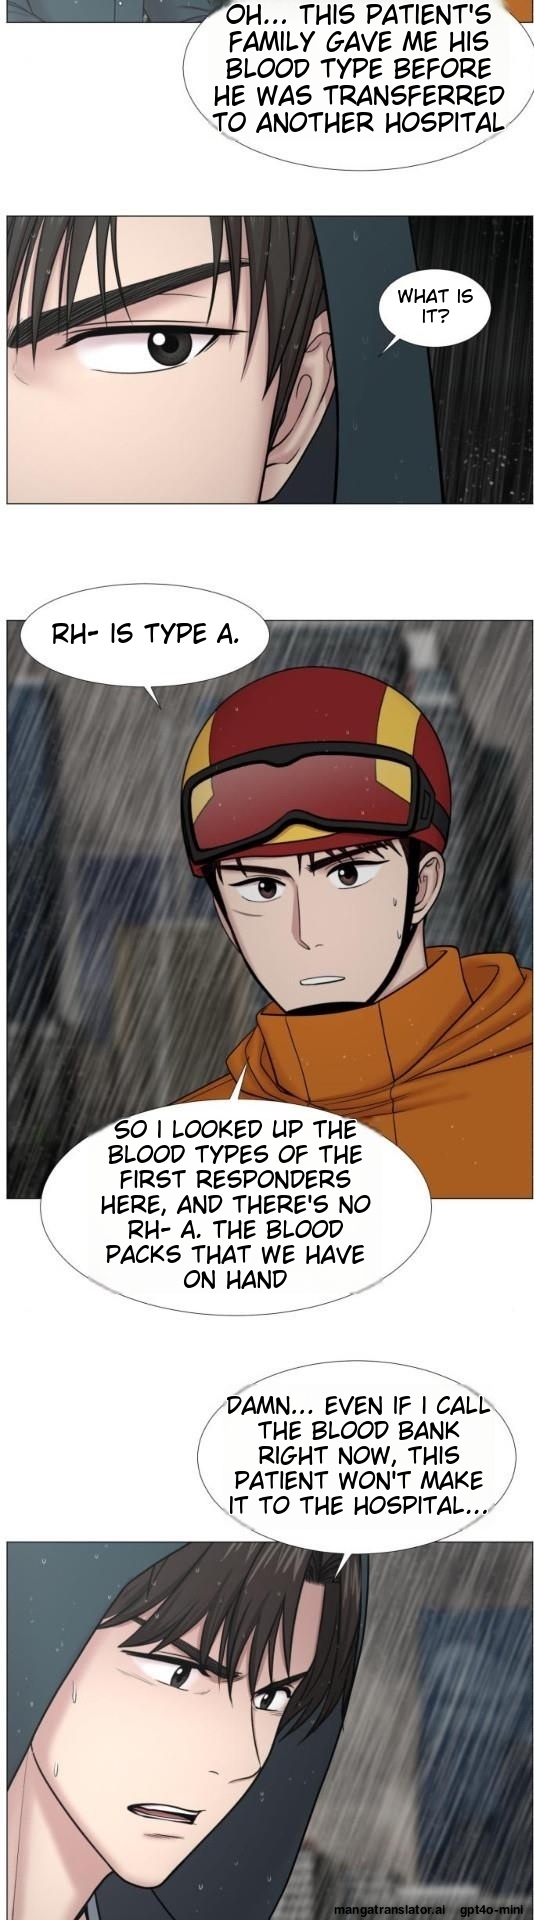 OH... THIS PATIENT'S
FAMILY GAVE ME HIS
BLOOD TYPE BEFORE
HE WAS TRANSFERRED
TO ANOTHER HOSPITAL
WHAT IS
IT?
RH- IS TYPE A.
SO I LOOKED UP THE
BLOOD TYPES OF THE
FIRST RESPONDERS
HERE, AND THERE'S NO
RH- A. THE BLOOD
PACKS THAT WE HAVE
ON HAND
DAMN... EVEN IF I CALL
THE BLOOD BANK
RIGHT NOW, THIS
PATIENT WON'T MAKE
IT TO THE HOSPITAL...
mangatranslator.ai gpt4o-mini